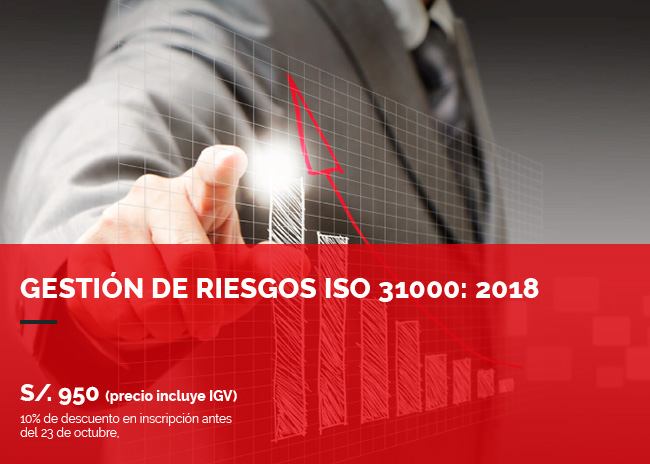 GESTIÓN DE RIESGOS ISO 31000: 2018
S/. 950 (precio incluye IGV)
10% de descuento en inscripción antes
del 23 de octubre,